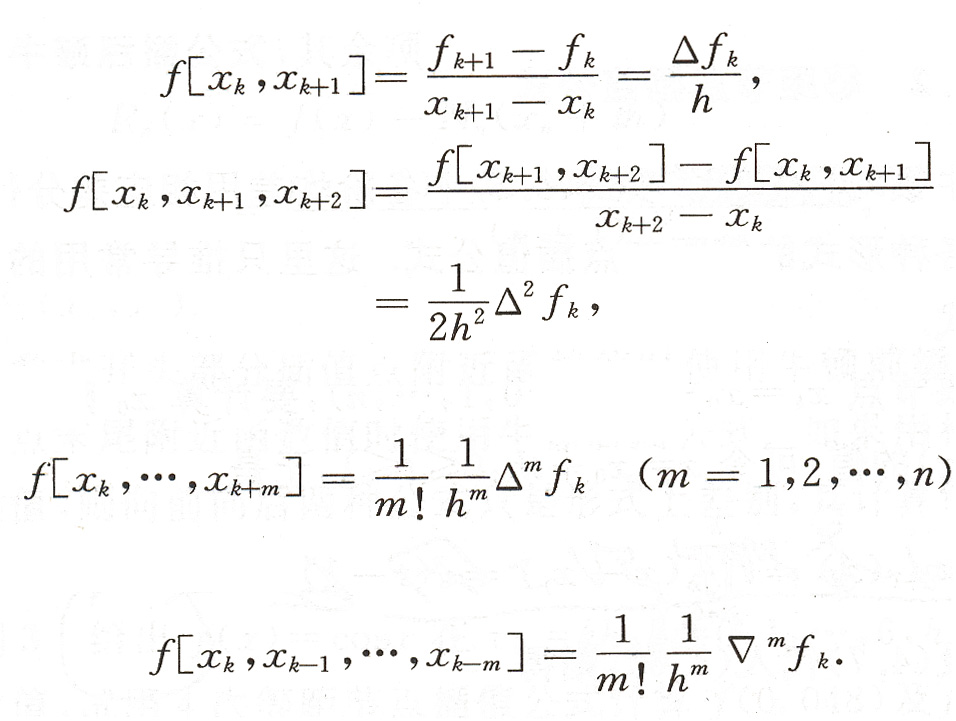 f[x_k, x_{k+1}] = \frac{f_{k+1} - f_k}{x_{k+1} - x_k} = \frac{\Delta f_k}{h},
f[x_k, x_{k+1}, x_{k+2}] = \frac{f[x_{k+1}, x_{k+2}] - f[x_k, x_{k+1}]}{x_{k+2} - x_k}
= \frac{1}{2h^2} \Delta^2 f_k,
f[x_k, \cdots, x_{k+m}] = \frac{1}{m!} \frac{1}{h^m} \Delta^m f_k (m = 1,2,\cdots,n)
f[x_k, x_{k-1}, \cdots, x_{k-m}] = \frac{1}{m!} \frac{1}{h^m} \nabla^m f_k.